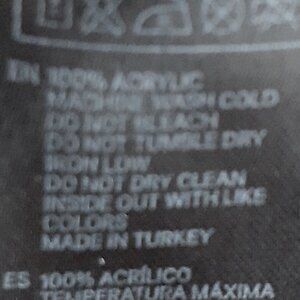 EN 100% ACRYLIC
MACHINE WASH COLD
DO NOT BLEACH
DO NOT TUMBLE DRY
IRON LOW
DO NOT DRY CLEAN
INSIDE OUT WITH LIKE
COLORS
MADE IN TURKEY
ES 100% ACRÍLICO
TEMPERATURA MÁXIMA